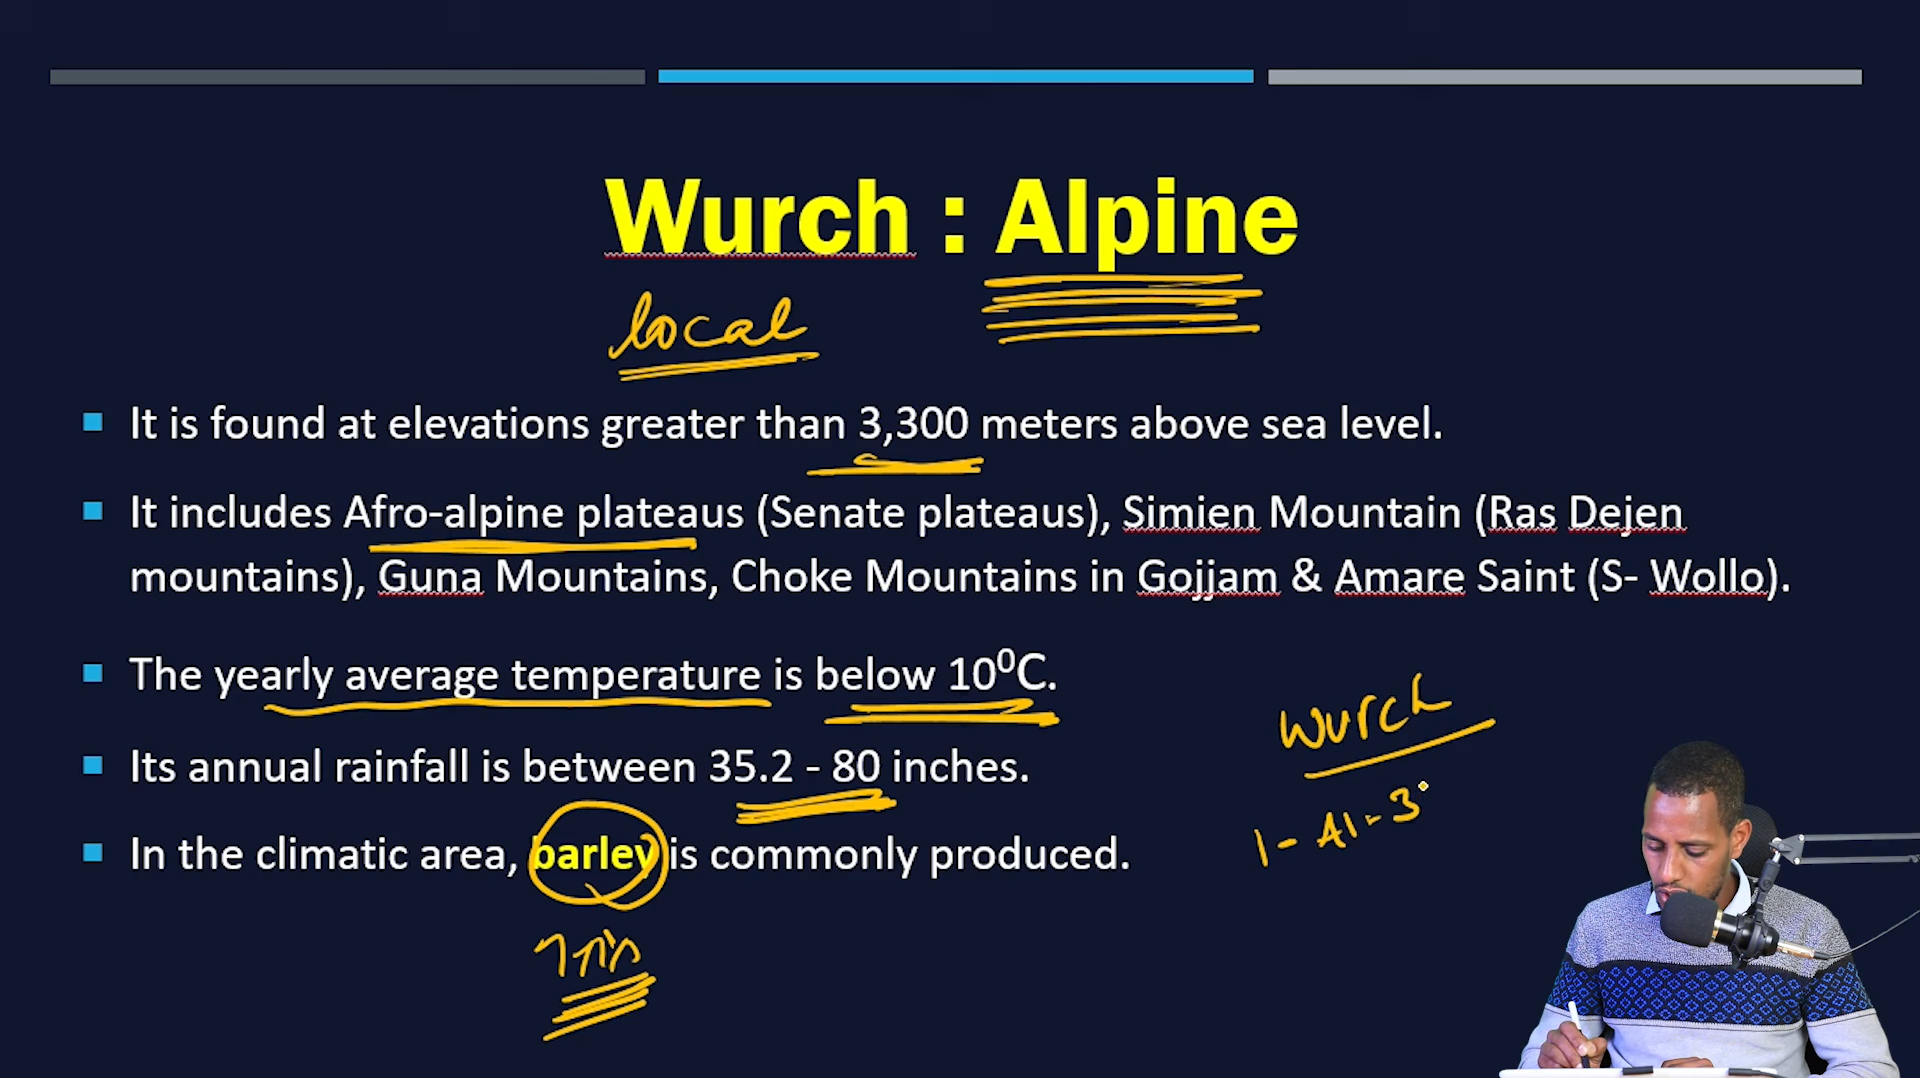 Wurch : Alpine
local
It is found at elevations greater than 3,300 meters above sea level.
It includes Afro-alpine plateaus (Senate plateaus), Simien Mountain (Ras Dejen
mountains), Guna Mountains, Choke Mountains in Gojjam & Amare Saint (S- Wollo).
The yearly average temperature is below 10⁰C.
Its annual rainfall is between 35.2 - 80 inches.
In the climatic area, barley is commonly produced.
ገብስ
wurch
1 - Al - 3